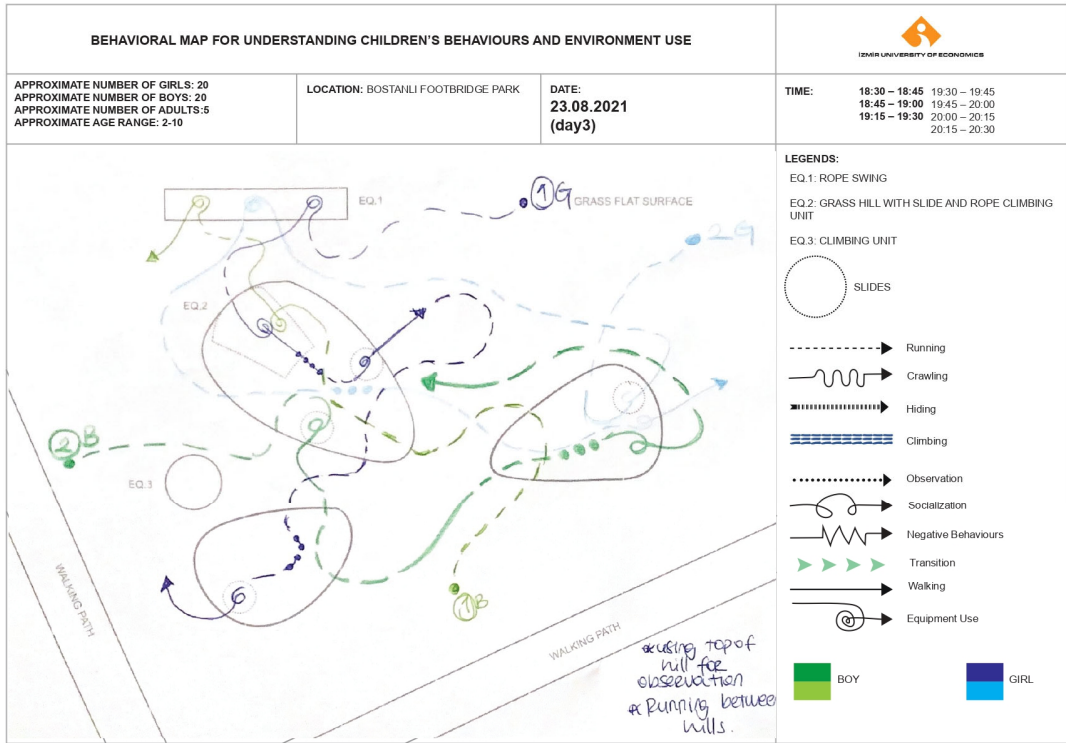 BEHAVIORAL MAP FOR UNDERSTANDING CHILDREN'S BEHAVIOURS AND ENVIRONMENT USE
İZMİR UNIVERSITY OF ECONOMICS
APPROXIMATE NUMBER OF GIRLS: 20
APPROXIMATE NUMBER OF BOYS: 20
APPROXIMATE NUMBER OF ADULTS:5
APPROXIMATE AGE RANGE: 2-10
LOCATION: BOSTANLI FOOTBRIDGE PARK
DATE:
23.08.2021
(day3)
TIME:
18:30 – 18:45 19:30 – 19:45
18:45 – 19:00 19:45 – 20:00
19:15 – 19:30 20:00 – 20:15
20:15 – 20:30
EQ.1
1 G
GRASS FLAT SURFACE
2 G
EQ.2
2 B
EQ.3
1 B
WALKING PATH
WALKING PATH
* using top of
hill for
observation
* Running between
hills.
LEGENDS:
EQ.1: ROPE SWING
EQ.2: GRASS HILL WITH SLIDE AND ROPE CLIMBING
UNIT
EQ.3: CLIMBING UNIT
SLIDES
Running
Crawling
Hiding
Climbing
Observation
Socialization
Negative Behaviours
Transition
Walking
Equipment Use
BOY
GIRL